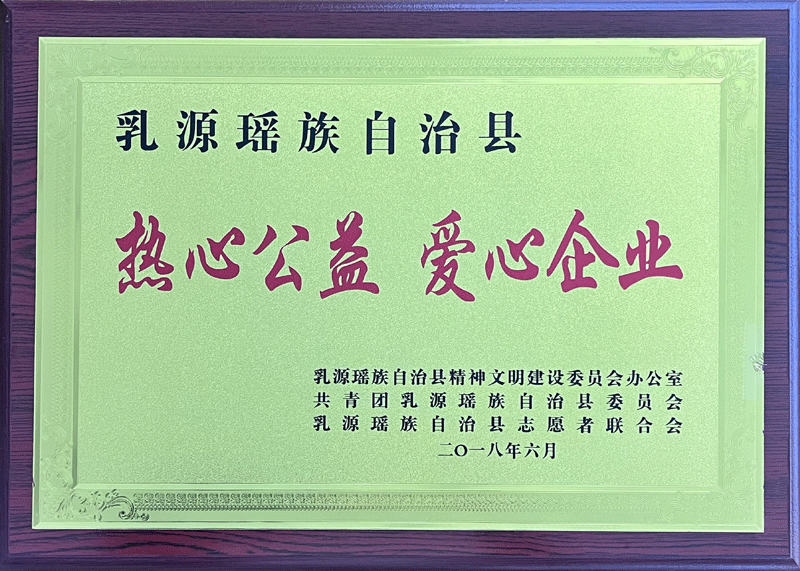 乳源瑶族自治县
热心公益 爱心企业
乳源瑶族自治县精神文明建设委员会办公室
共青团乳源瑶族自治县委员会
乳源瑶族自治县志愿者联合会
二〇一八年六月